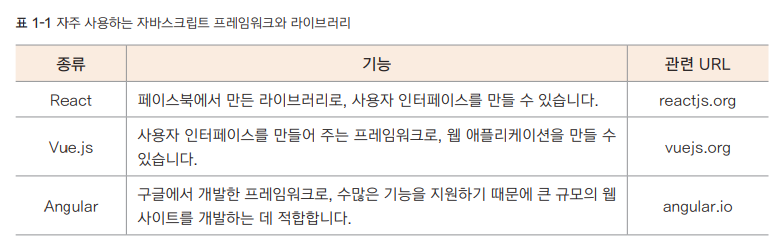 표 1-1 자주 사용하는 자바스크립트 프레임워크와 라이브러리
종류 기능 관련 URL
React 페이스북에서 만든 라이브러리로, 사용자 인터페이스를 만들 수 있습니다. reactjs.org
Vue.js 사용자 인터페이스를 만들어 주는 프레임워크로, 웹 애플리케이션을 만들 수 있습니다. vuejs.org
Angular 구글에서 개발한 프레임워크로, 수많은 기능을 지원하기 때문에 큰 규모의 웹 사이트를 개발하는 데 적합합니다. angular.io